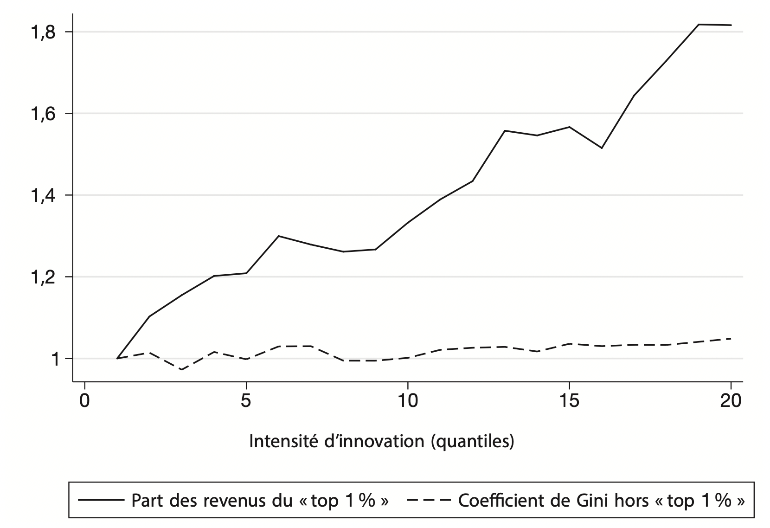 1,8
1,6
1,4
1,2
1
0 5 10 15 20
Intensité d’innovation (quantiles)
Part des revenus du « top 1 % » Coefficient de Gini hors « top 1 % »